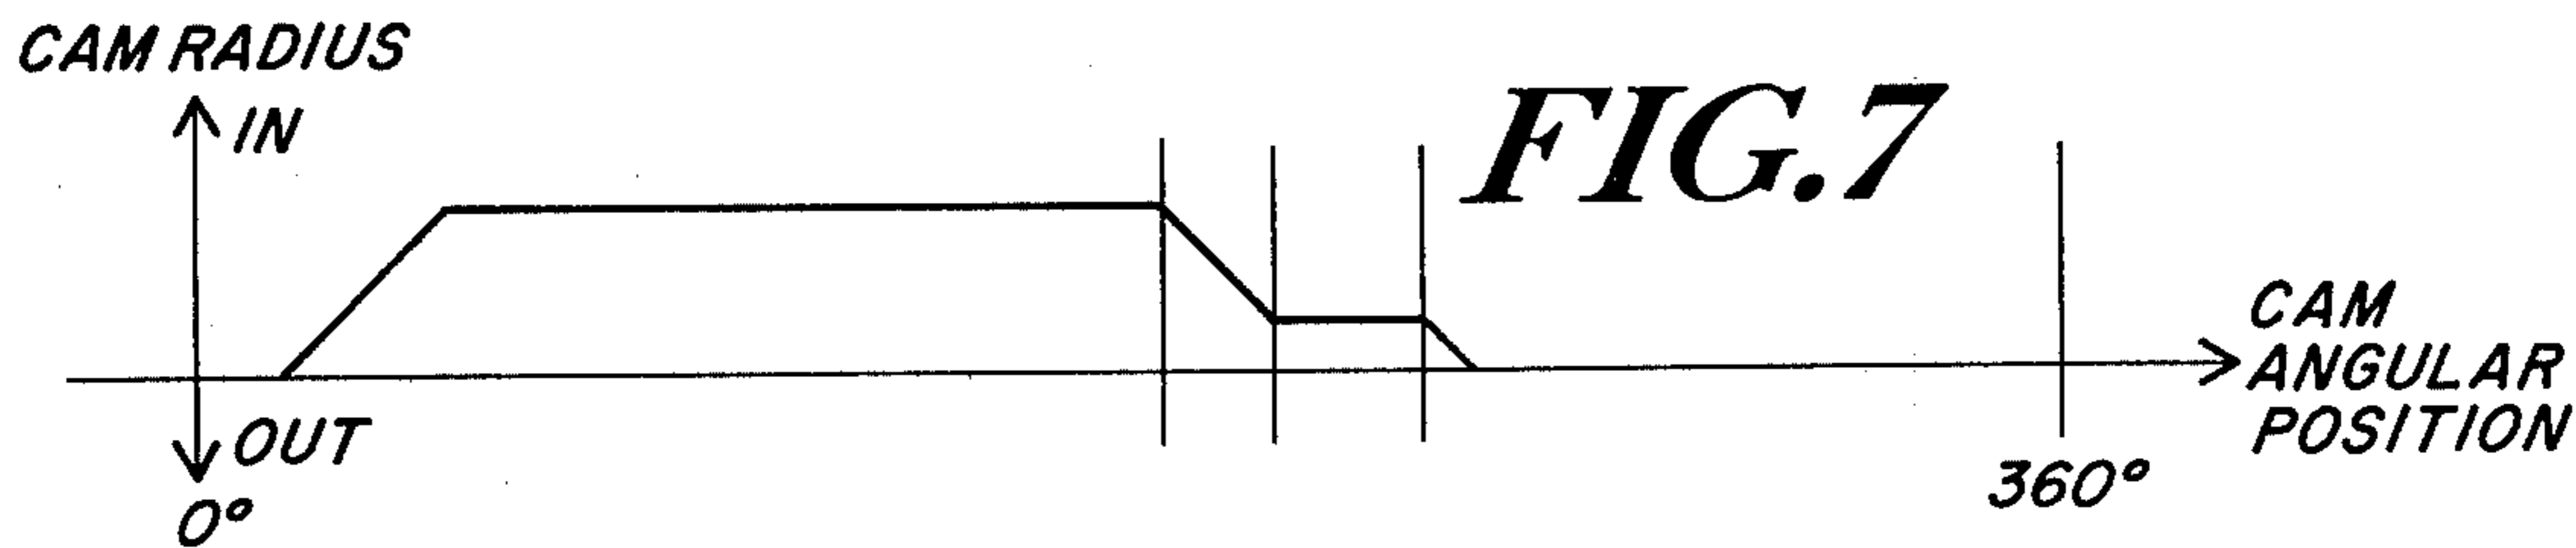 CAM RADIUS
IN
FIG.7
OUT
0°
CAM
ANGULAR
POSITION
360°